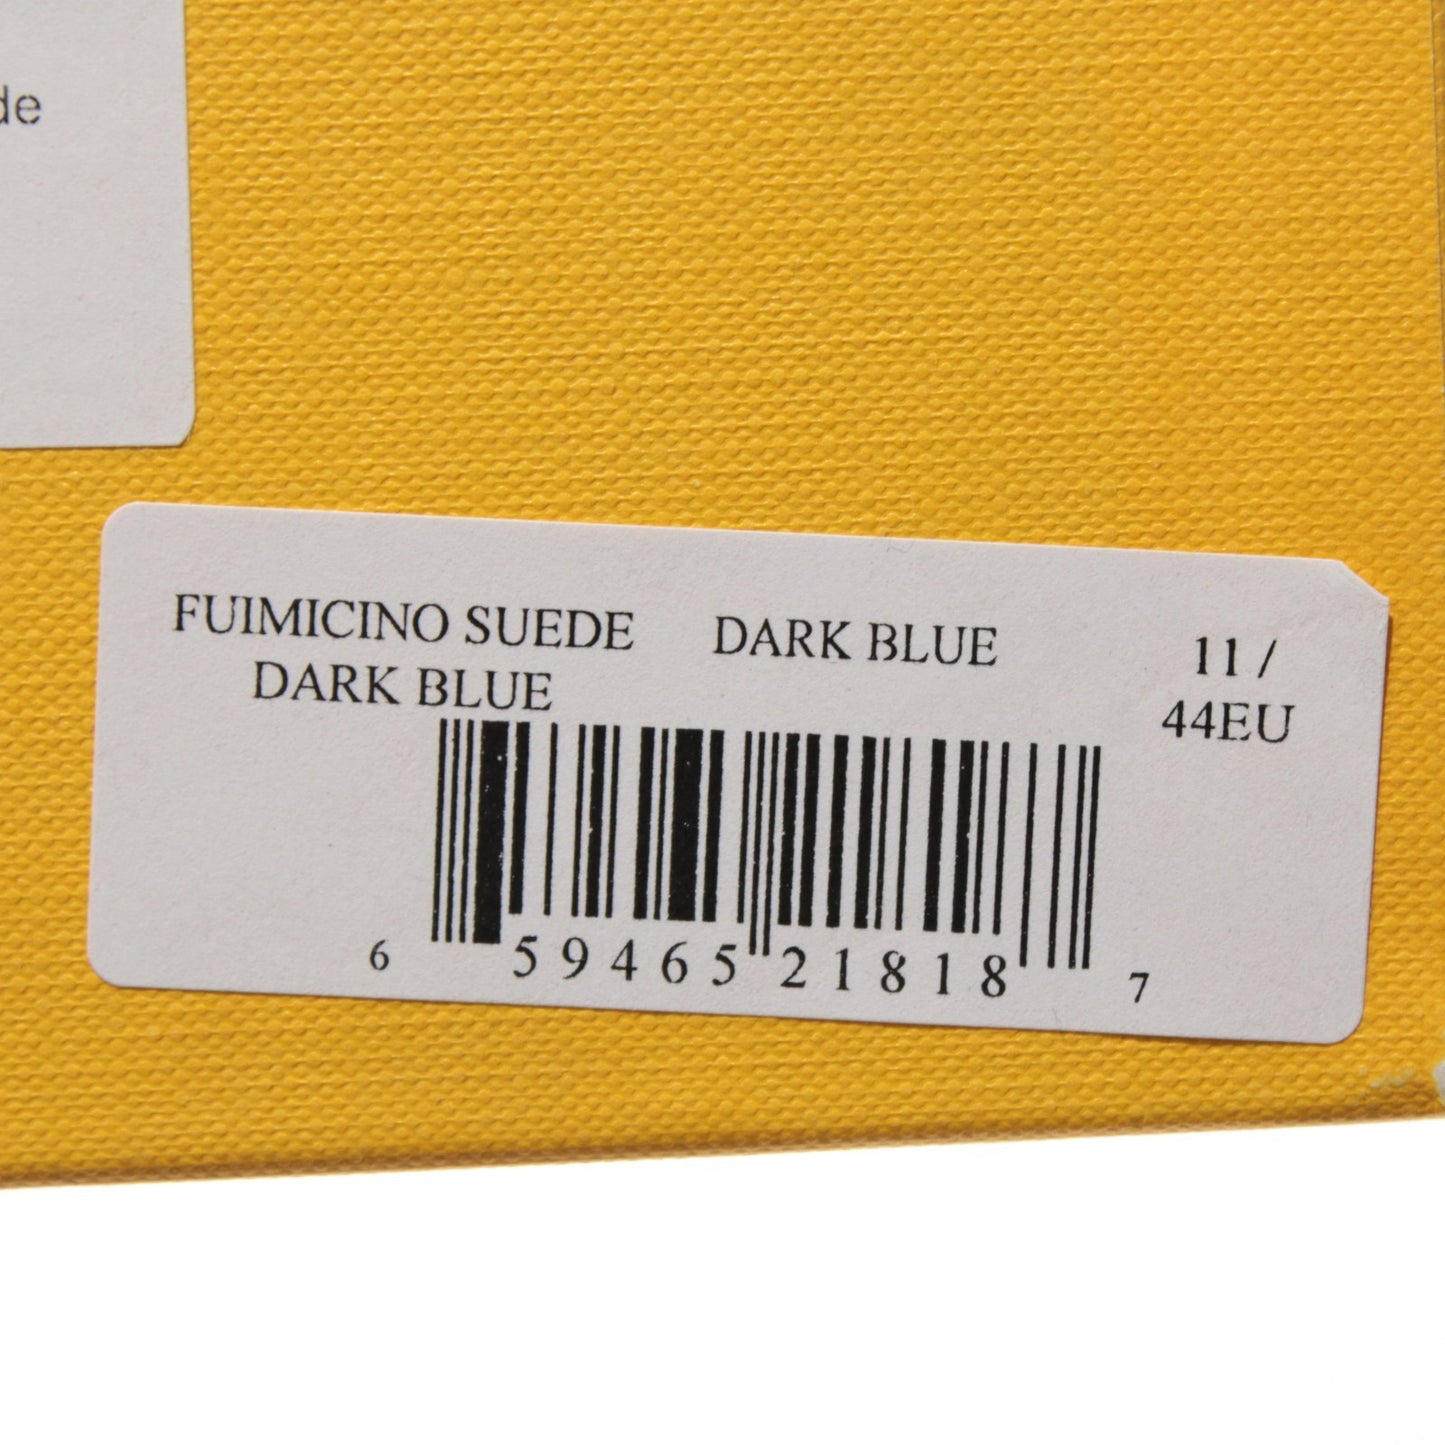 de
FUIMICINO SUEDE DARK BLUE 11 /
DARK BLUE 44EU
6 59465 21818 7